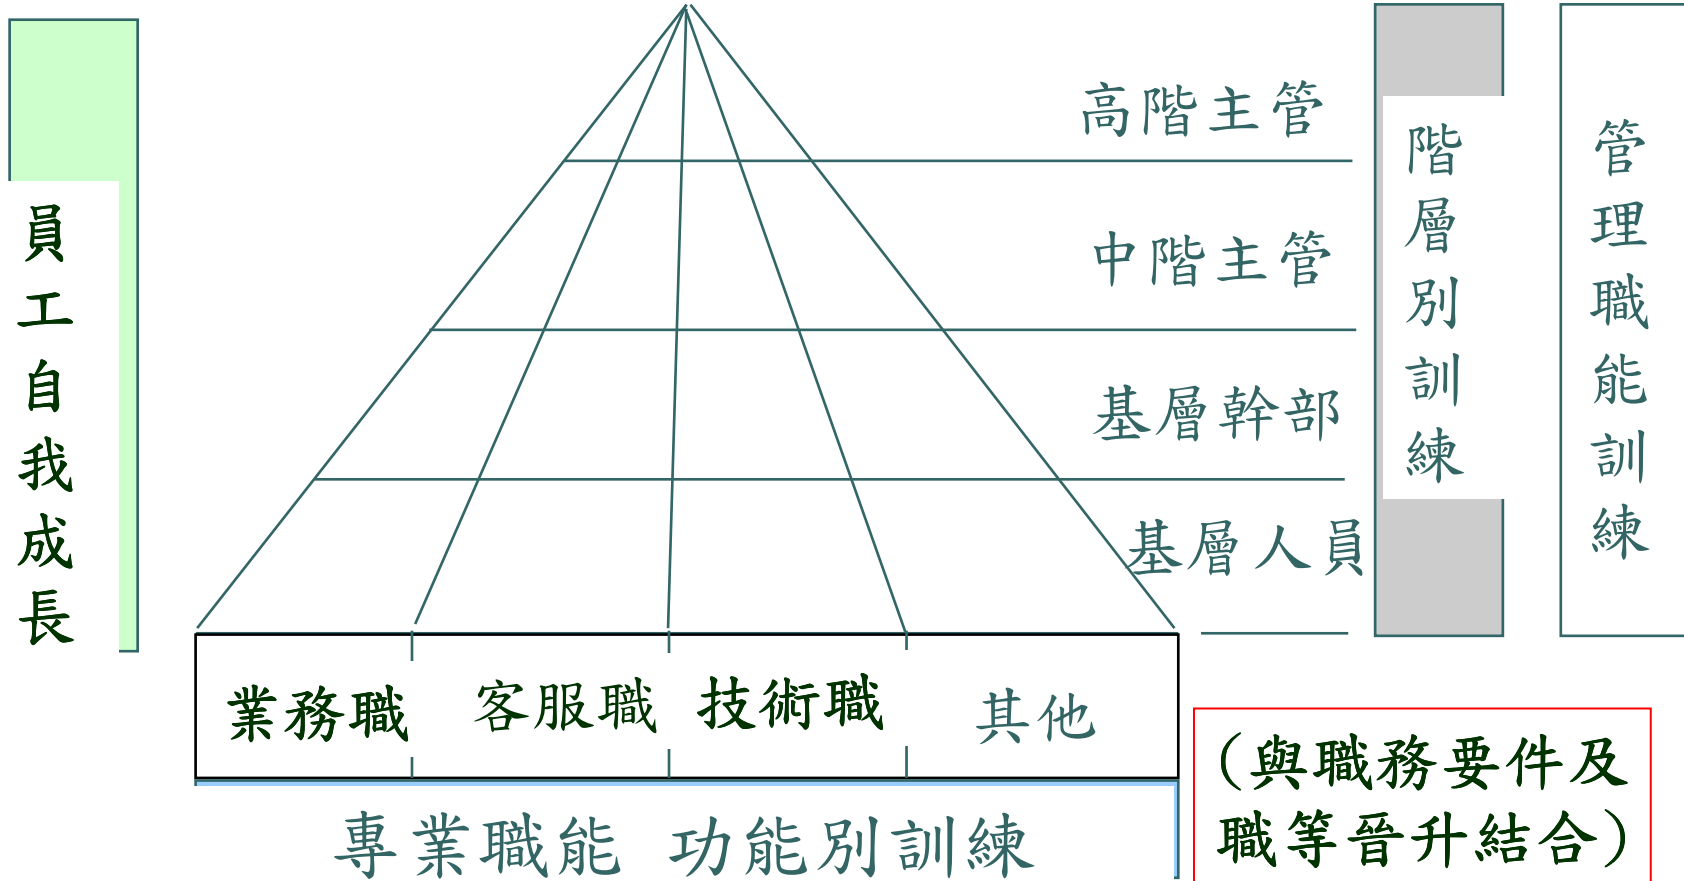 員工自我成長
高階主管
中階主管
基層幹部
基層人員
階層別訓練
管理職能訓練
業務職
客服職
技術職
其他
專業職能 功能別訓練
(與職務要件及
職等晉升結合)